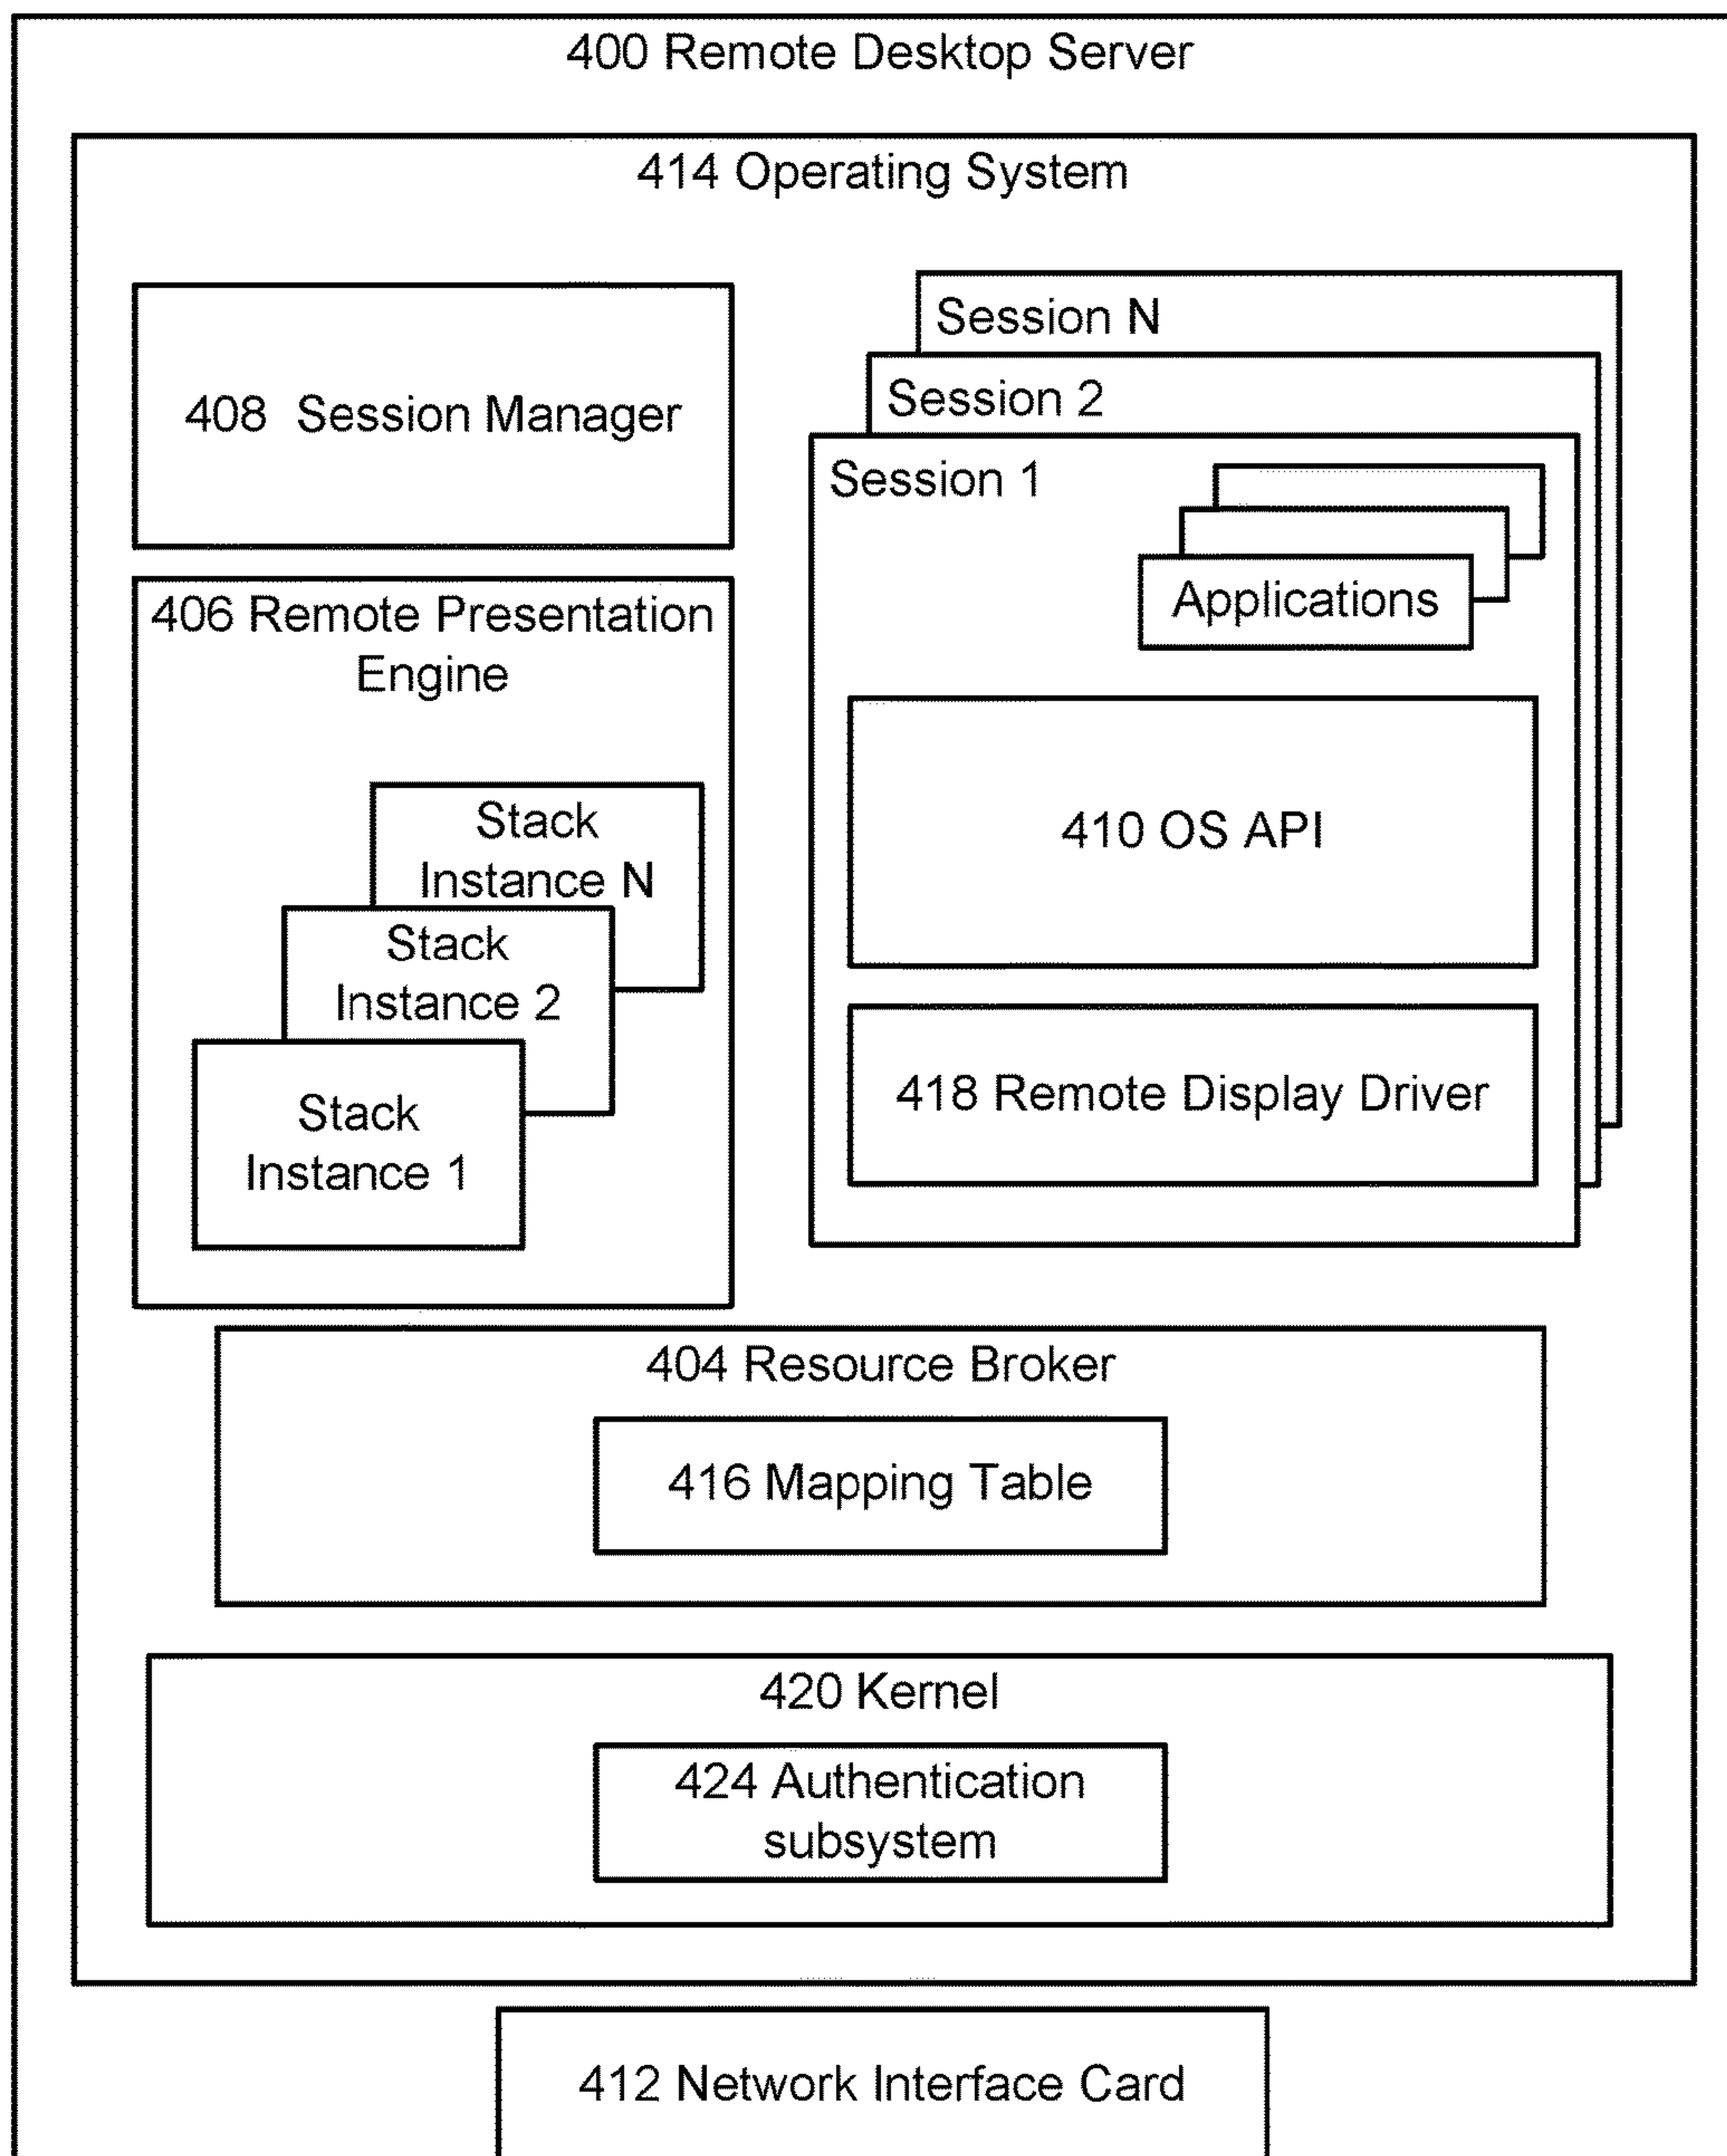 400 Remote Desktop Server
414 Operating System
408 Session Manager
Session N
Session 2
Session 1
Applications
406 Remote Presentation
Engine
410 OS API
Stack
Instance N
Stack
Instance 2
Stack
Instance 1
418 Remote Display Driver
404 Resource Broker
416 Mapping Table
420 Kernel
424 Authentication
subsystem
412 Network Interface Card